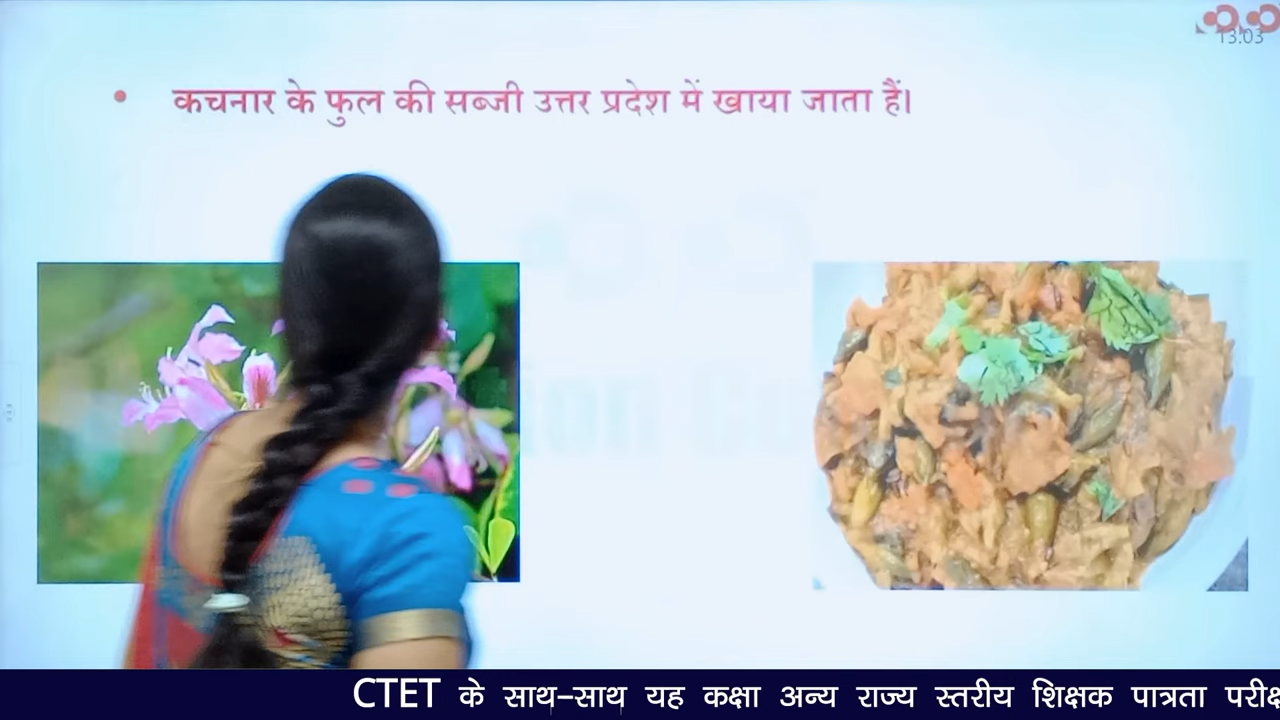 13:03
• कचनार के फुल की सब्जी उत्तर प्रदेश में खाया जाता हैं।
CTET के साथ-साथ यह कक्षा अन्य राज्य स्तरीय शिक्षक पात्रता